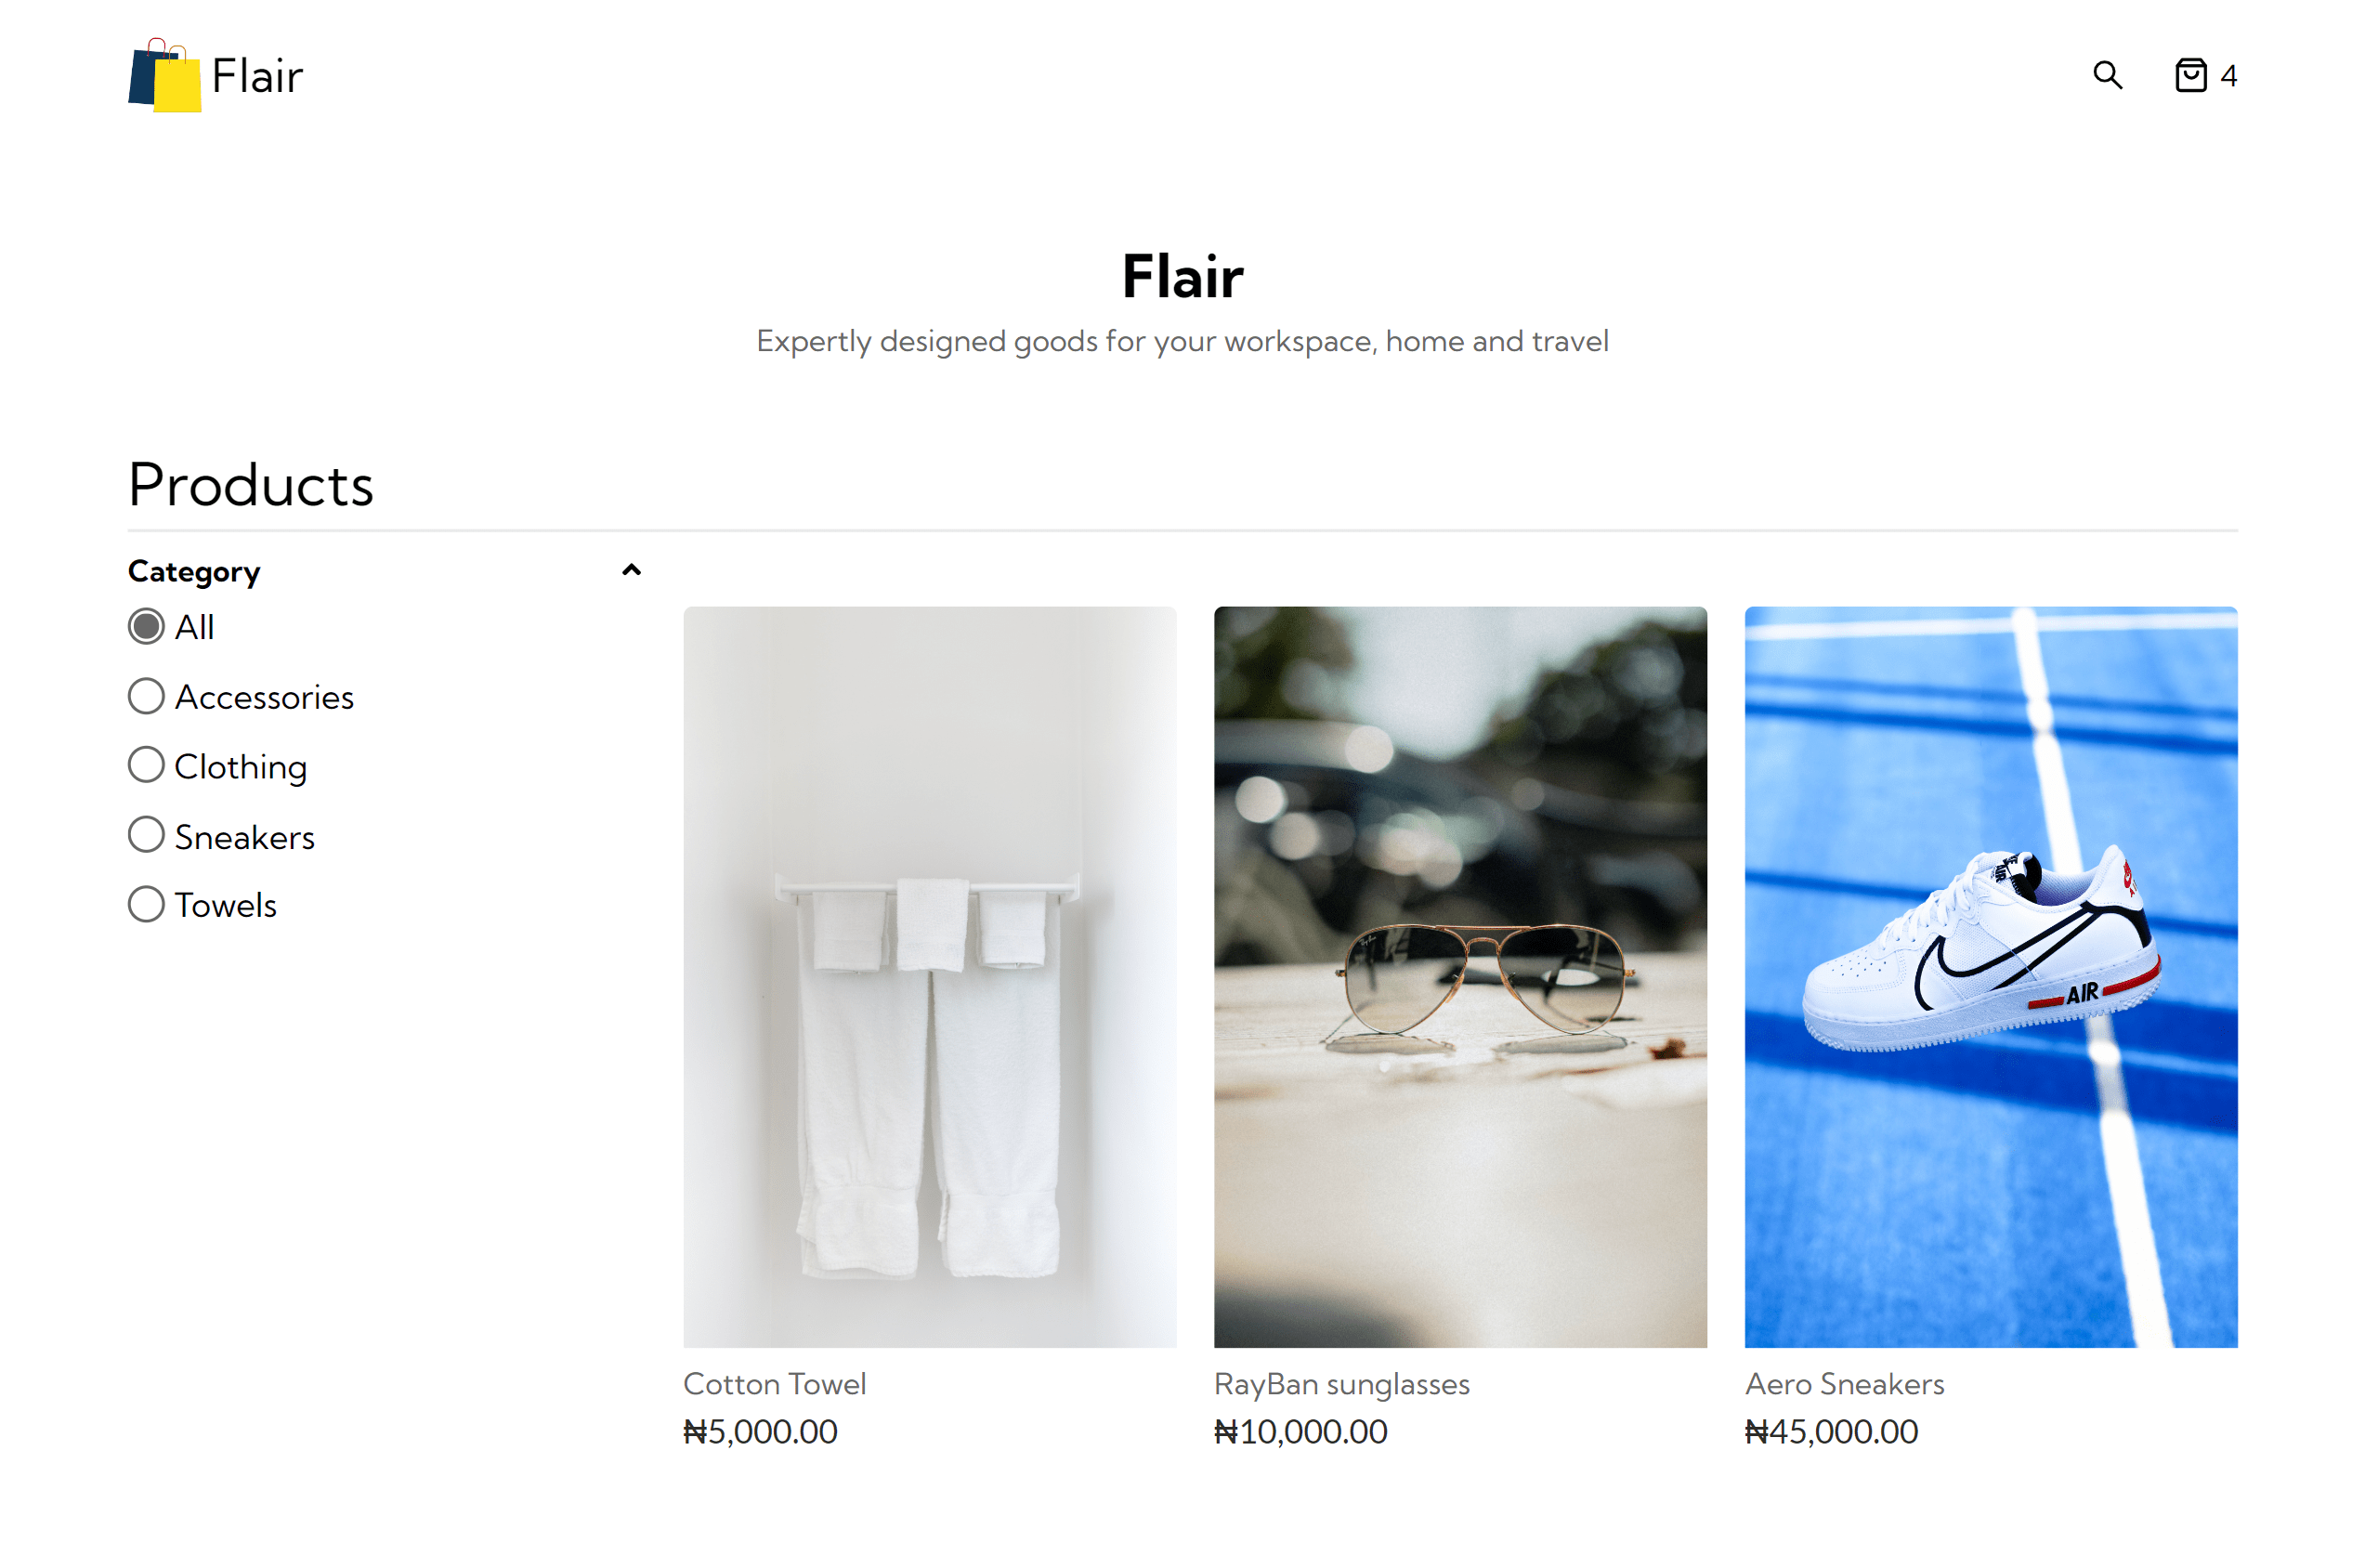 Flair
4
Flair
Expertly designed goods for your workspace, home and travel
Products
Category
All
Accessories
Clothing
Sneakers
Towels
AIR
Cotton Towel
₦5,000.00
RayBan sunglasses
₦10,000.00
Aero Sneakers
₦45,000.00